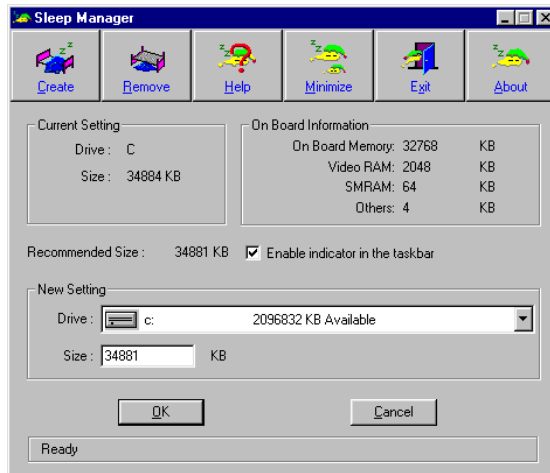 Sleep Manager
Create Remove Help Minimize Exit About
Current Setting
Drive : C
Size : 34884 KB
On Board Information
On Board Memory: 32768 KB
Video RAM: 2048 KB
SMRAM: 64 KB
Others: 4 KB
Recommended Size : 34881 KB Enable indicator in the taskbar
New Setting
Drive : c: 2096832 KB Available
Size : 34881 KB
OK Cancel
Ready